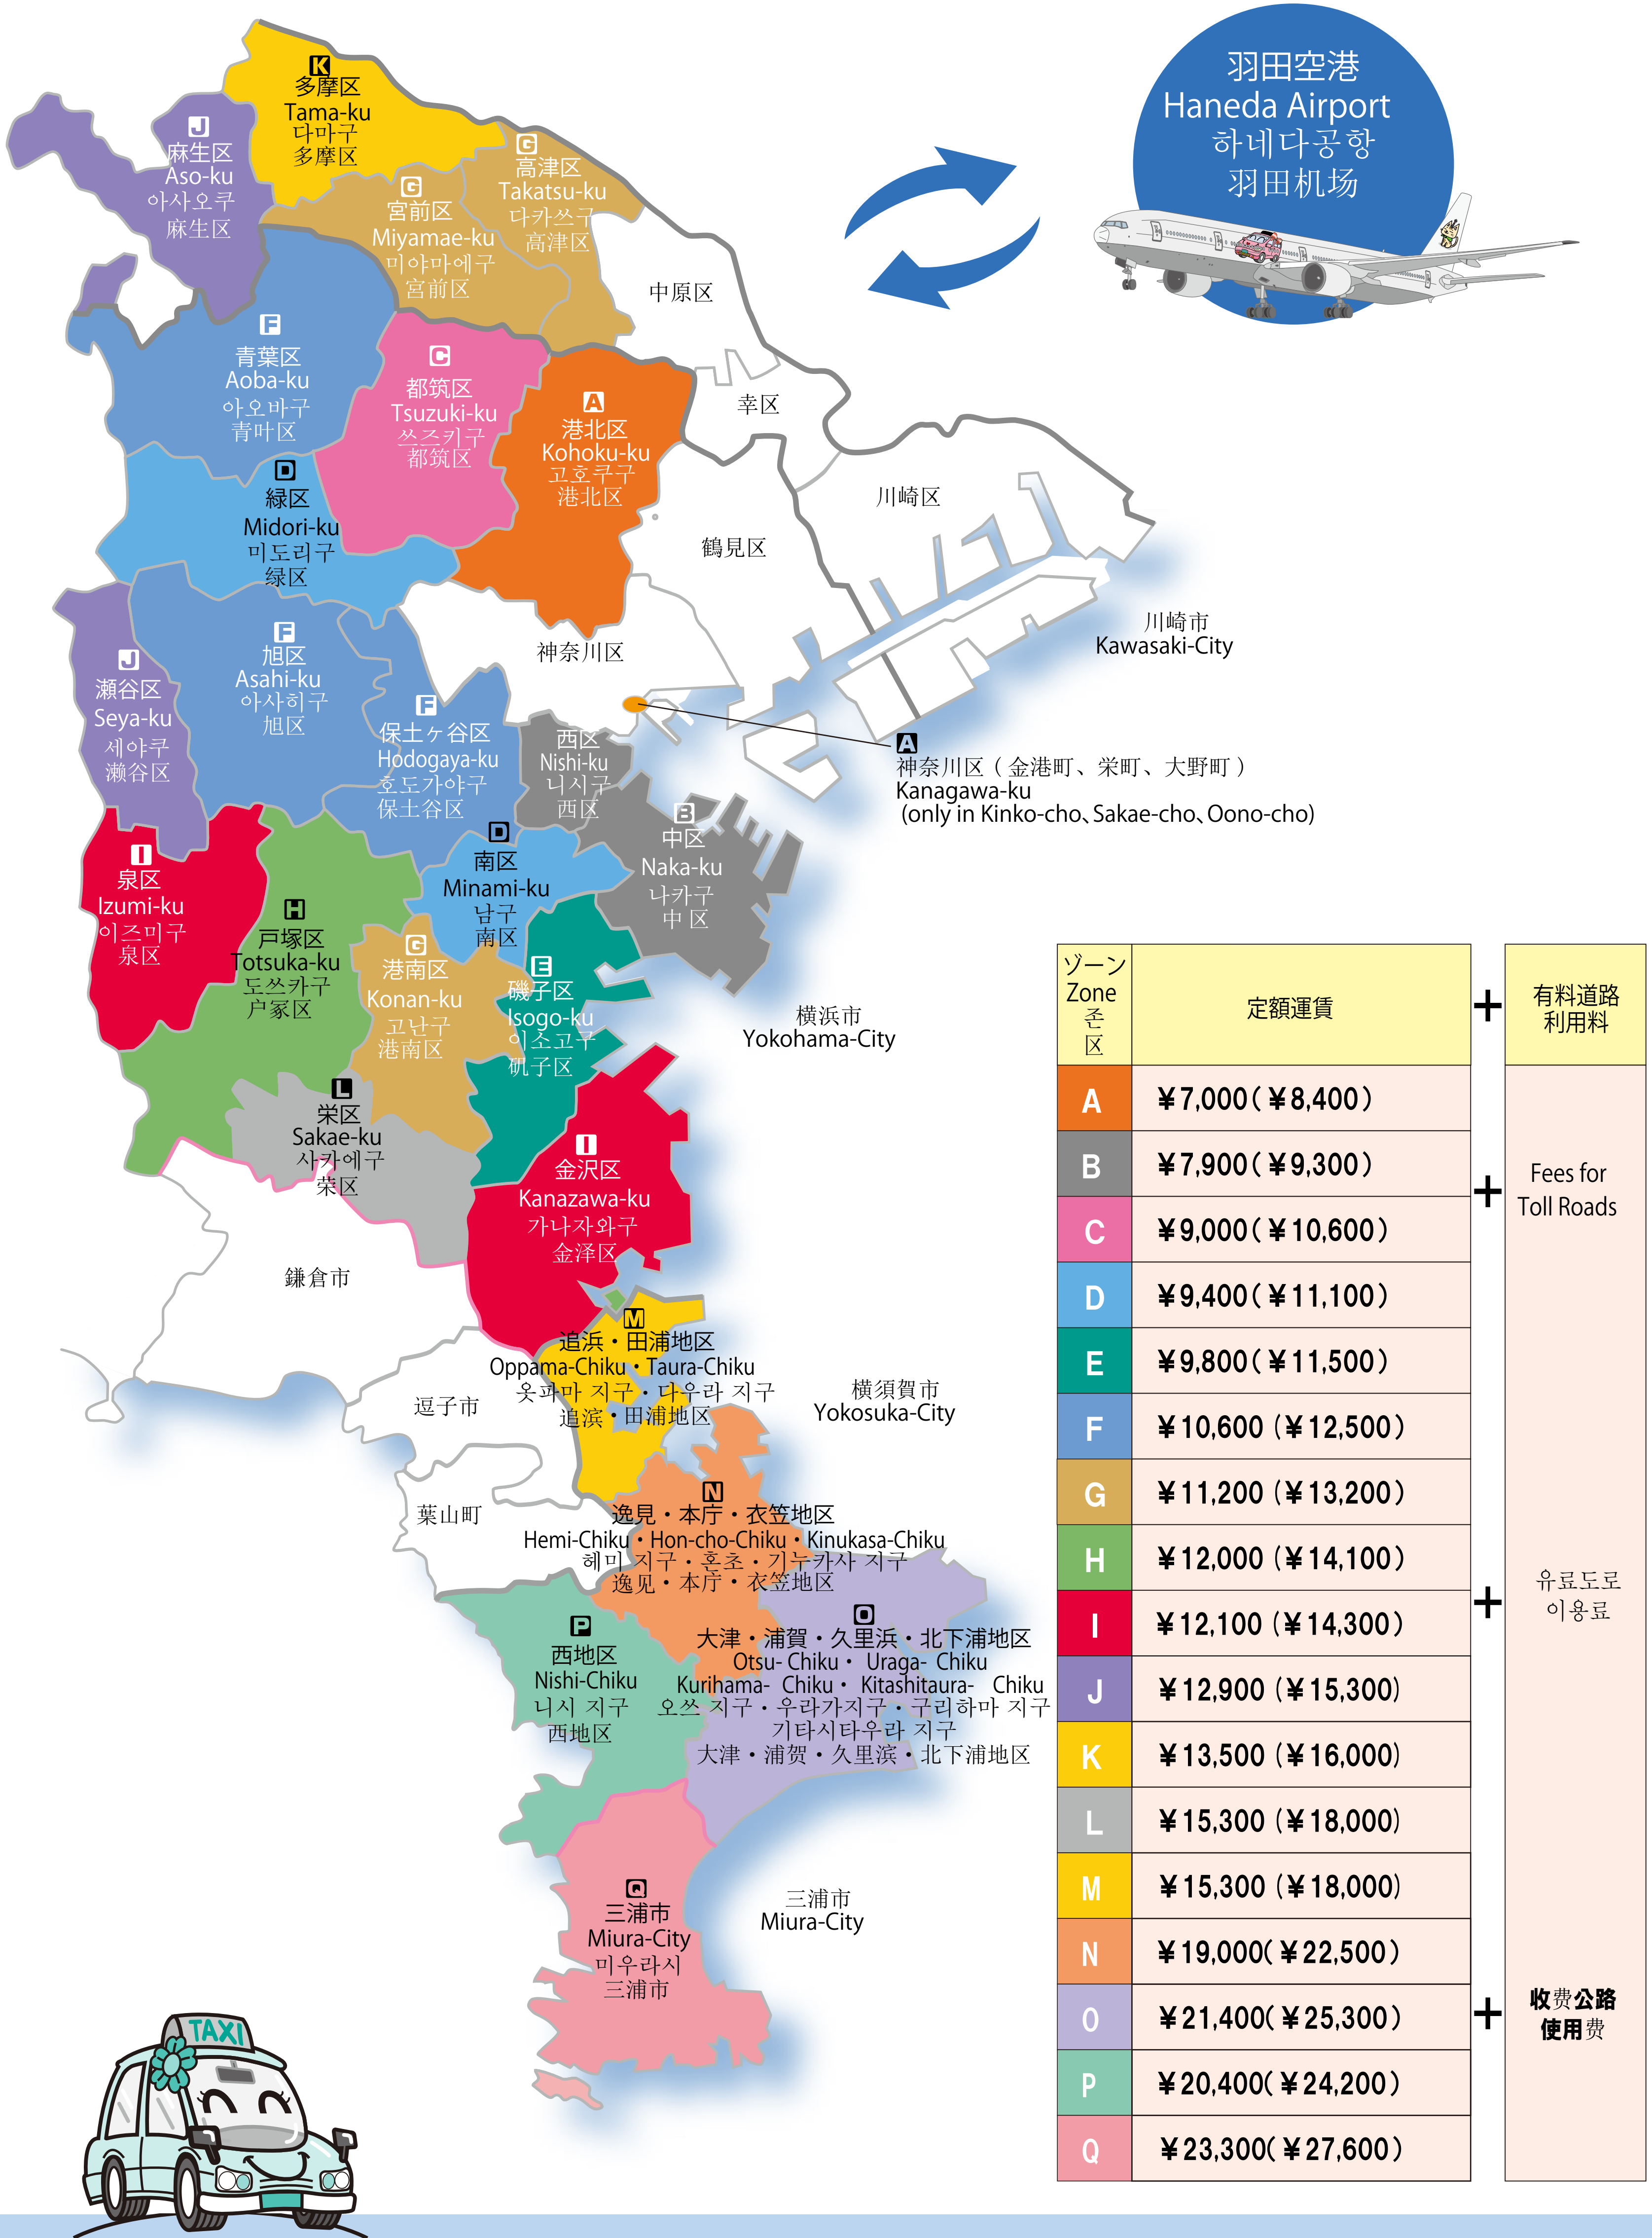 羽田空港
Haneda Airport
하네다공항
羽田机场
K
多摩区
Tama-ku
다마구
多摩区
J
麻生区
Aso-ku
아사오쿠
麻生区
G
高津区
Takatsu-ku
다카쓰구
高津区
G
宮前区
Miyamae-ku
미야마에구
宮前区
中原区
F
青葉区
Aoba-ku
아오바구
青叶区
C
都筑区
Tsuzuki-ku
쓰즈키구
都筑区
A
港北区
Kohoku-ku
고호쿠구
港北区
幸区
川崎区
D
緑区
Midori-ku
미도리구
绿区
鶴見区
川崎市
Kawasaki-City
神奈川区
F
旭区
Asahi-ku
아사히구
旭区
J
瀬谷区
Seya-ku
세야쿠
濑谷区
F
保土ヶ谷区
Hodogaya-ku
호도가야구
保土谷区
西区
Nishi-ku
니시구
西区
A
神奈川区（金港町、栄町、大野町）
Kanagawa-ku
(only in Kinko-cho、Sakae-cho、Oono-cho)
B
中区
Naka-ku
나카구
中 区
D
南区
Minami-ku
남구
南区
I
泉区
Izumi-ku
이즈미구
泉区
H
戸塚区
Totsuka-ku
도쓰카구
户冢区
G
港南区
Konan-ku
고난구
港南区
E
磯子区
Isogo-ku
이소고구
矶子区
横浜市
Yokohama-City
L
栄区
Sakae-ku
사카에구
荣区
I
金沢区
Kanazawa-ku
가나자와구
金泽区
鎌倉市
M
追浜・田浦地区
Oppama-Chiku・Taura-Chiku
옷파마 지구・다우라 지구
追滨・田浦地区
逗子市
横須賀市
Yokosuka-City
葉山町
N
逸見・本庁・衣笠地区
Hemi-Chiku・Hon-cho-Chiku・Kinukasa-Chiku
헤미 지구・혼초・기누카사 지구
逸见・本庁・衣笠地区
P
西地区
Nishi-Chiku
니시 지구
西地区
O
大津・浦賀・久里浜・北下浦地区
Otsu- Chiku・ Uraga- Chiku
Kurihama- Chiku・ Kitashitaura- Chiku
오쓰 지구・우라가지구・구리하마 지구
기타시타우라 지구
大津・浦贺・久里滨・北下浦地区
Q
三浦市
Miura-City
미우라시
三浦市
三浦市
Miura-City
TAXI
ゾーン
Zone
존
区
定額運賃
+
有料道路
利用料
A ¥7,000(¥8,400)
B ¥7,900(¥9,300)
C ¥9,000(¥10,600)
D ¥9,400(¥11,100)
E ¥9,800(¥11,500)
F ¥10,600 (¥12,500)
G ¥11,200 (¥13,200)
H ¥12,000 (¥14,100)
I ¥12,100 (¥14,300)
J ¥12,900 (¥15,300)
K ¥13,500 (¥16,000)
L ¥15,300 (¥18,000)
M ¥15,300 (¥18,000)
N ¥19,000(¥22,500)
O ¥21,400(¥25,300)
P ¥20,400(¥24,200)
Q ¥23,300(¥27,600)
+
Fees for
Toll Roads
+
유료도로
이용료
+
收费公路
使用费